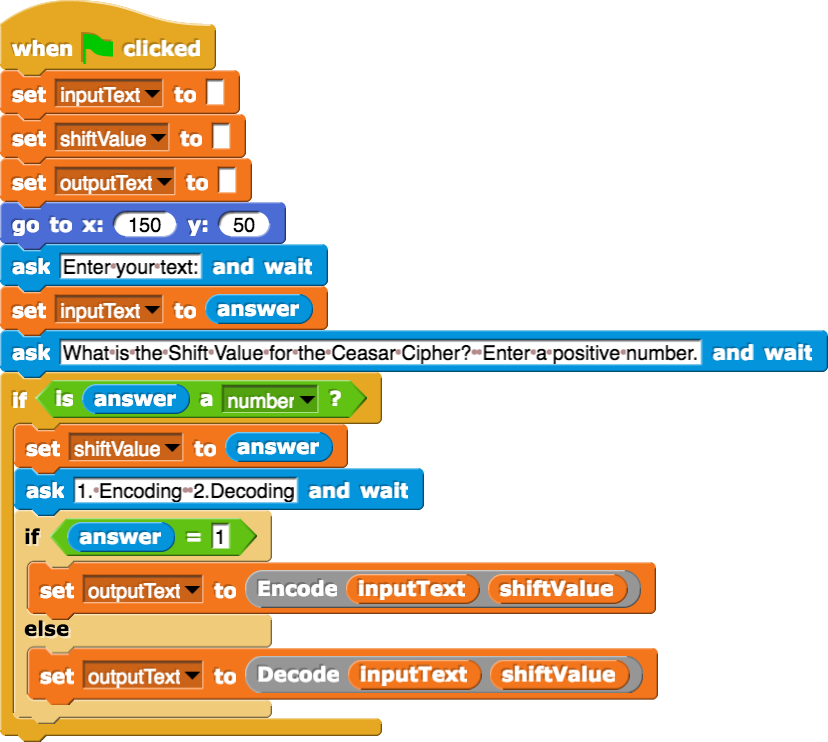 when clicked
set inputText to
set shiftValue to
set outputText to
go to x: 150 y: 50
ask Enter your text: and wait
set inputText to answer
ask What is the Shift Value for the Ceasar Cipher?  Enter a positive number. and wait
if is answer a number ?
set shiftValue to answer
ask 1. Encoding  2.Decoding and wait
if answer = 1
set outputText to Encode inputText shiftValue
else
set outputText to Decode inputText shiftValue